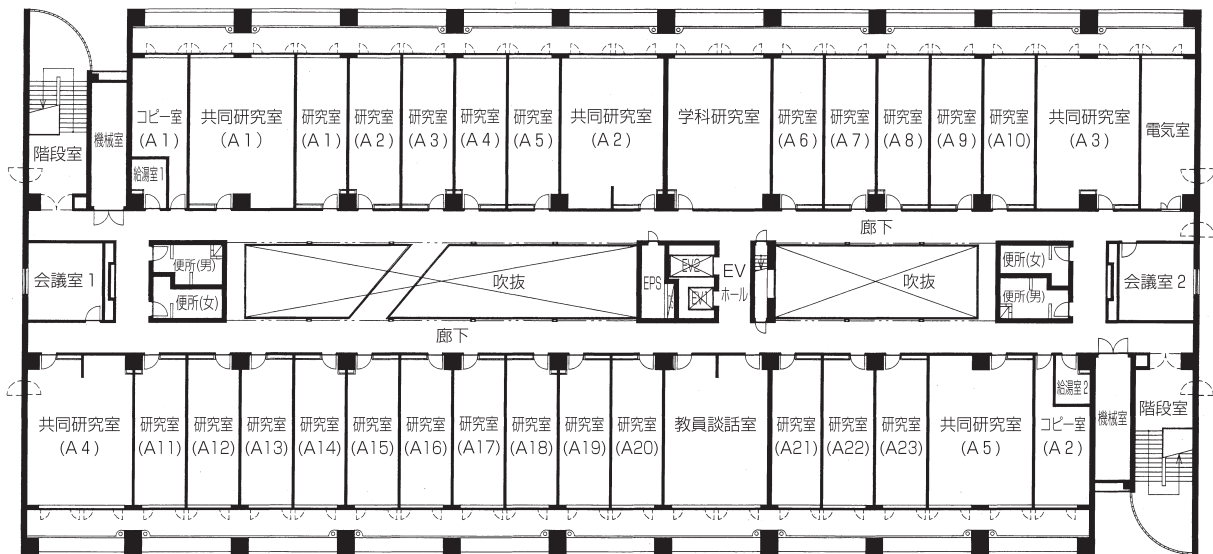 階段室
機械室
コピー室
(A1)
給湯室1
共同研究室
(A1)
研究室
(A1)
研究室
(A2)
研究室
(A3)
研究室
(A4)
研究室
(A5)
共同研究室
(A2)
学科研究室
研究室
(A6)
研究室
(A7)
研究室
(A8)
研究室
(A9)
研究室
(A10)
共同研究室
(A3)
電気室
廊下
会議室1
便所(男)
便所(女)
吹抜
EPS
EV2
EV1
EV
ホール
吹抜
便所(女)
便所(男)
会議室2
廊下
共同研究室
(A4)
研究室
(A11)
研究室
(A12)
研究室
(A13)
研究室
(A14)
研究室
(A15)
研究室
(A16)
研究室
(A17)
研究室
(A18)
研究室
(A19)
研究室
(A20)
教員談話室
研究室
(A21)
研究室
(A22)
研究室
(A23)
共同研究室
(A5)
給湯室2
コピー室
(A2)
機械室
階段室